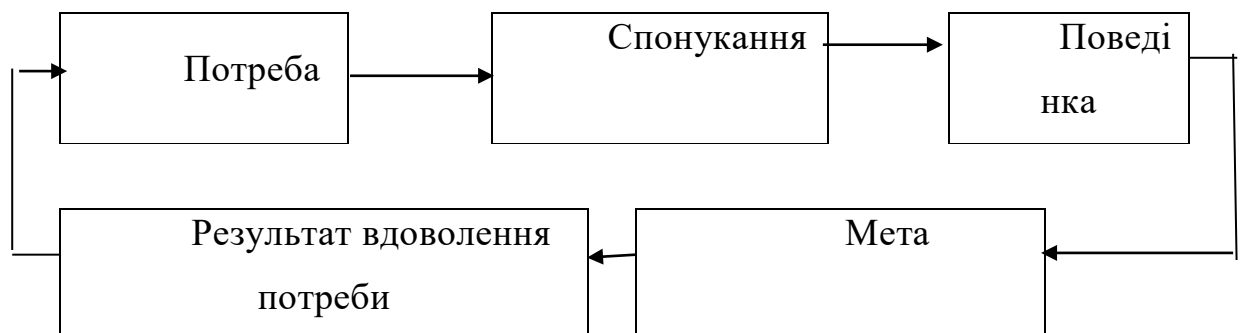 Потреба
Спонукання
Поведі
нка
Результат вдоволення
потреби
Мета